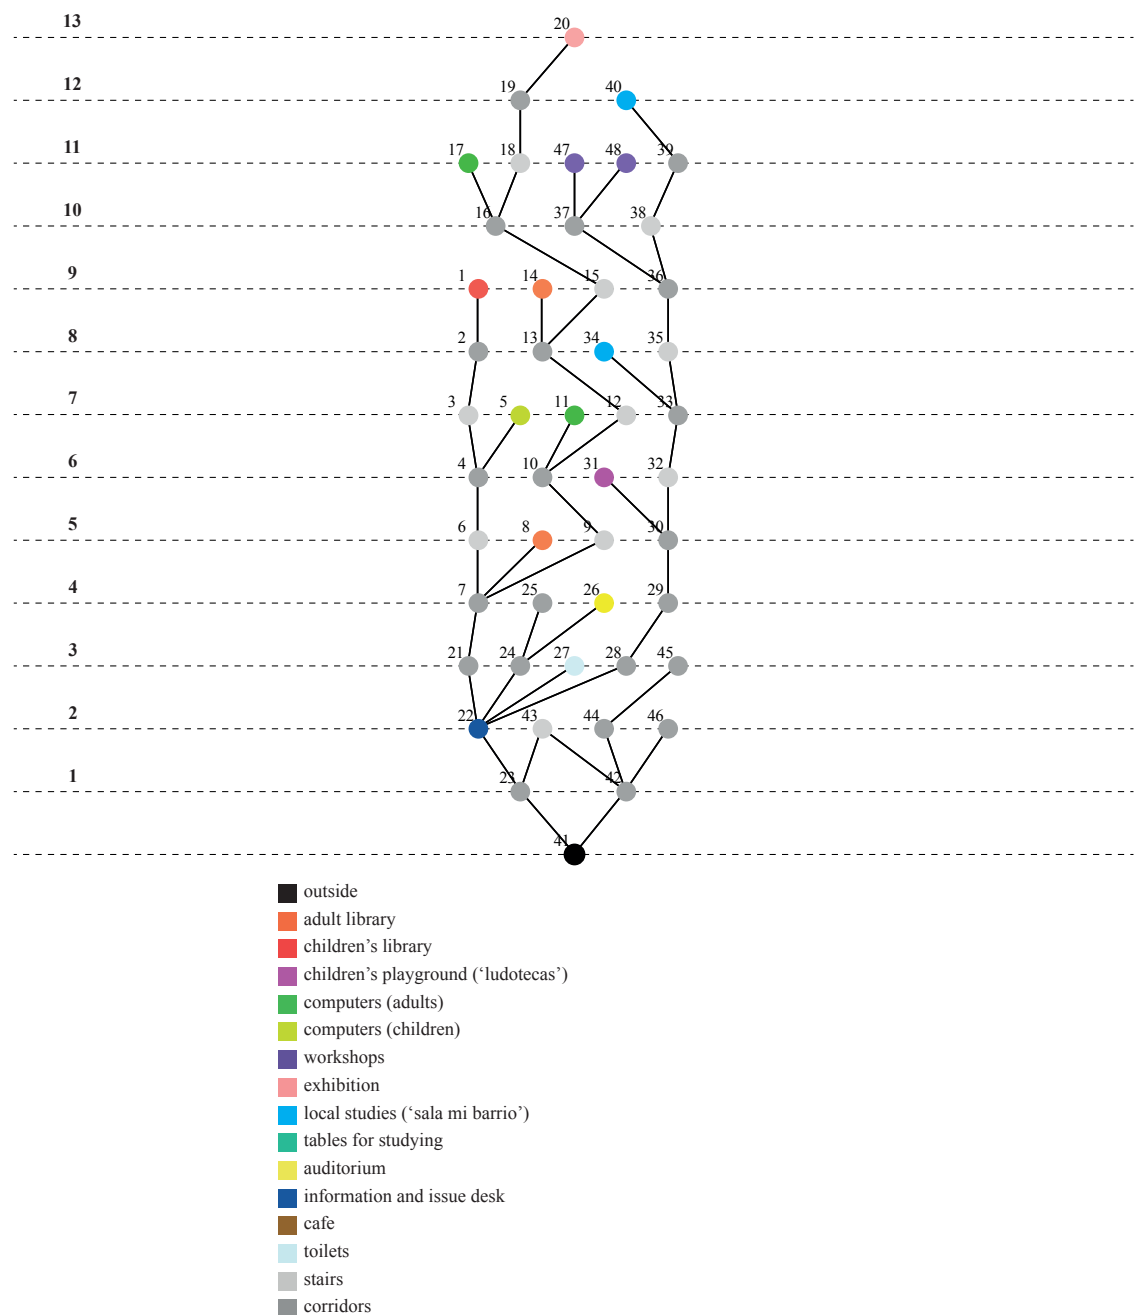 13 20
12 19 40
11 17 18 47 48 39
10 16 37 38
9 1 14 15 36
8 2 13 34 35
7 3 5 11 12 33
6 4 10 31 32
5 6 8 9 30
4 7 25 26 29
3 21 24 27 28 45
2 22 43 44 46
1 23 42
41
outside
adult library
children’s library
children’s playground (‘ludotecas’)
computers (adults)
computers (children)
workshops
exhibition
local studies (‘sala mi barrio’)
tables for studying
auditorium
information and issue desk
cafe
toilets
stairs
corridors